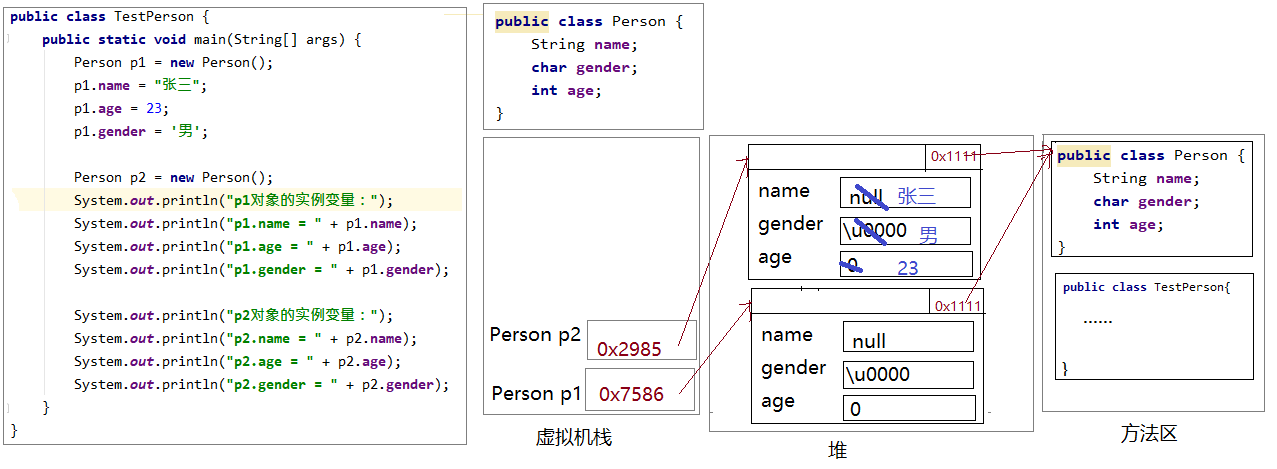 public class TestPerson {
public static void main(String[] args) {
Person p1 = new Person();
p1.name = "张三";
p1.age = 23;
p1.gender = '男';
Person p2 = new Person();
System.out.println("p1对象的实例变量：");
System.out.println("p1.name = " + p1.name);
System.out.println("p1.age = " + p1.age);
System.out.println("p1.gender = " + p1.gender);
System.out.println("p2对象的实例变量：");
System.out.println("p2.name = " + p2.name);
System.out.println("p2.age = " + p2.age);
System.out.println("p2.gender = " + p2.gender);
}
}
public class Person {
String name;
char gender;
int age;
}
Person p2 0x2985
Person p1 0x7586
虚拟机栈
0x1111
name null 张三
gender \u0000 男
age 0 23
0x1111
name null
gender \u0000
age 0
堆
public class Person {
String name;
char gender;
int age;
}
public class TestPerson{
......
}
方法区